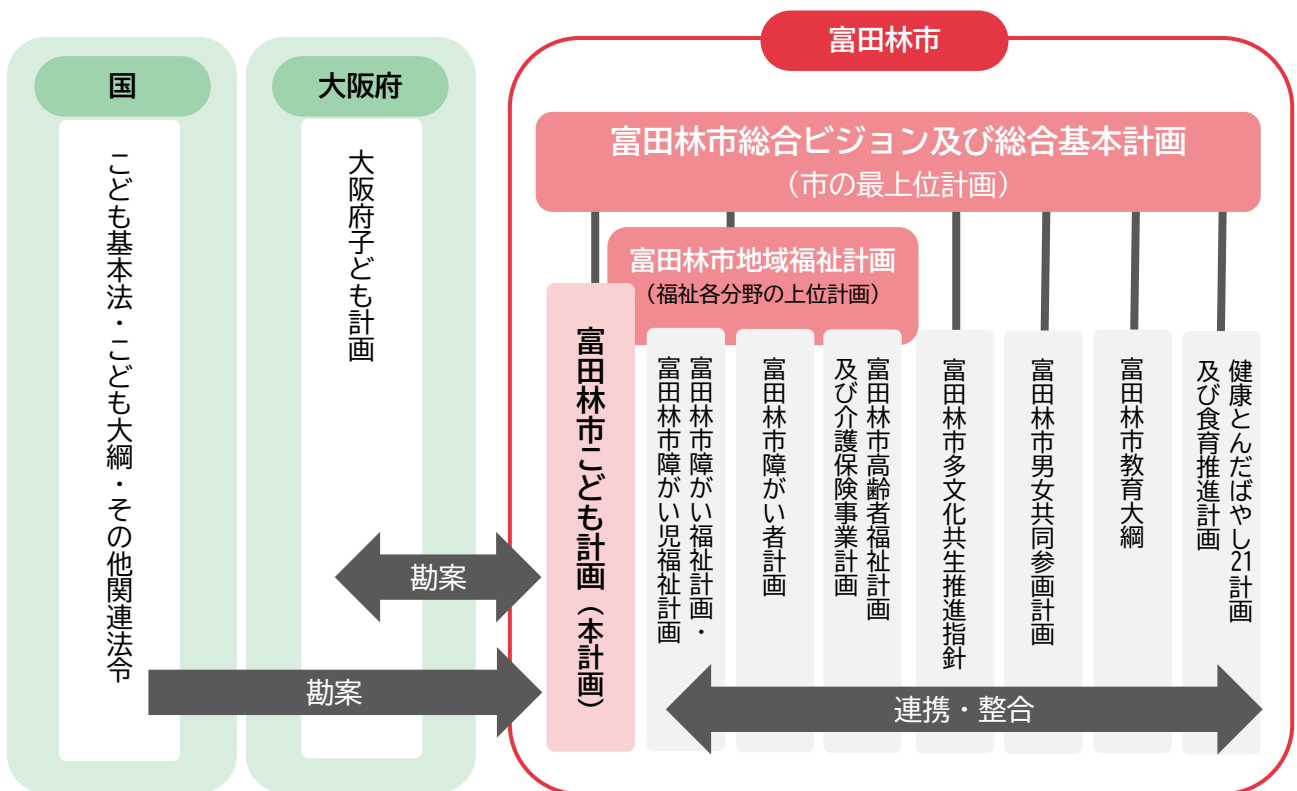 国
こども基本法・こども大綱・その他関連法令
大阪府
大阪府子ども計画
勘案
勘案
富田林市
富田林市総合ビジョン及び総合基本計画
（市の最上位計画）
富田林市地域福祉計画
（福祉各分野の上位計画）
富田林市こども計画（本計画）
富田林市障がい福祉計画・
富田林市障がい児福祉計画
富田林市障がい者計画
富田林市高齢者福祉計画
及び介護保険事業計画
富田林市多文化共生推進指針
富田林市男女共同参画計画
富田林市教育大綱
健康とんだばやし21計画
及び食育推進計画
連携・整合